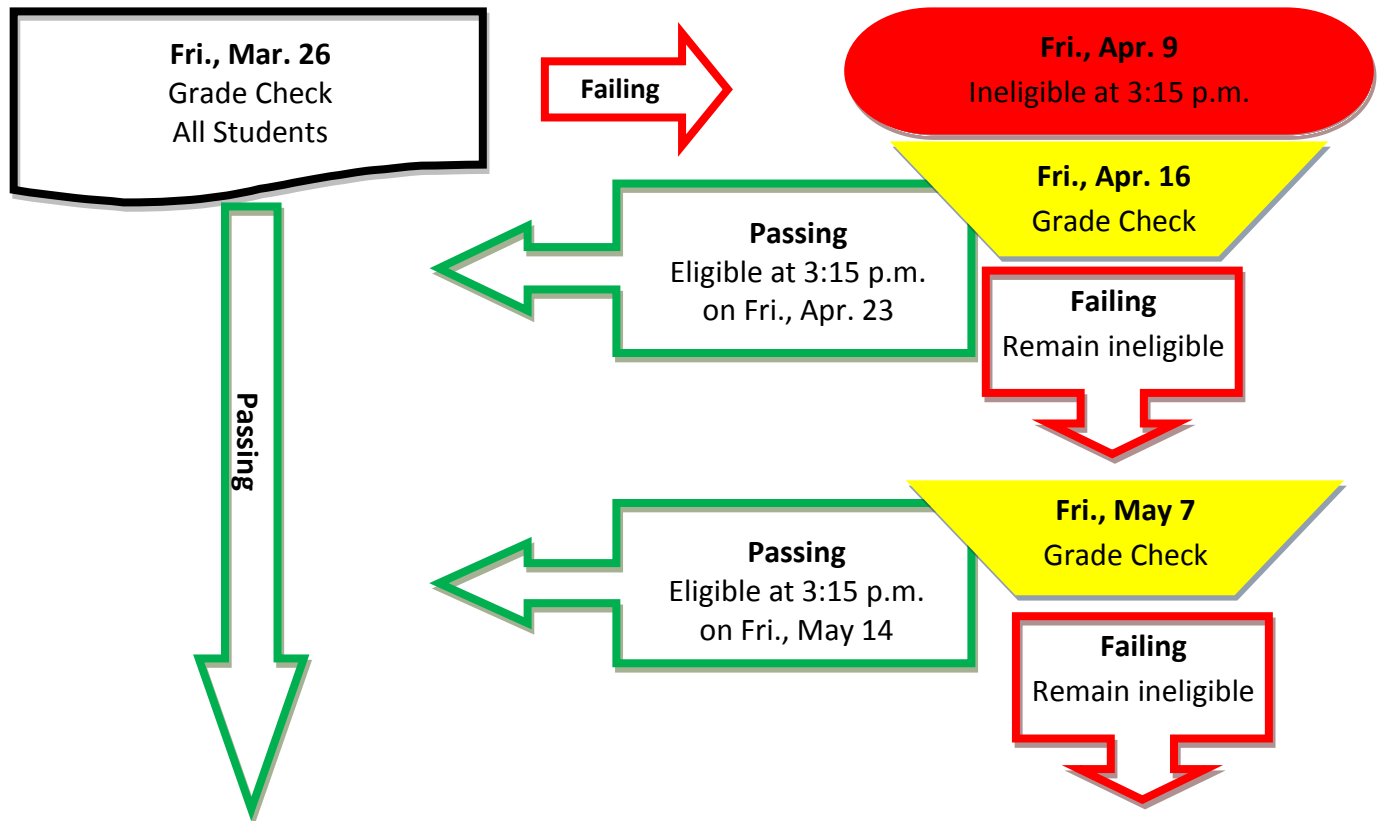 Fri., Mar. 26
Grade Check
All Students
Failing
Fri., Apr. 9
Ineligible at 3:15 p.m.
Fri., Apr. 16
Grade Check
Passing
Eligible at 3:15 p.m.
on Fri., Apr. 23
Failing
Remain ineligible
Passing
Fri., May 7
Grade Check
Passing
Eligible at 3:15 p.m.
on Fri., May 14
Failing
Remain ineligible